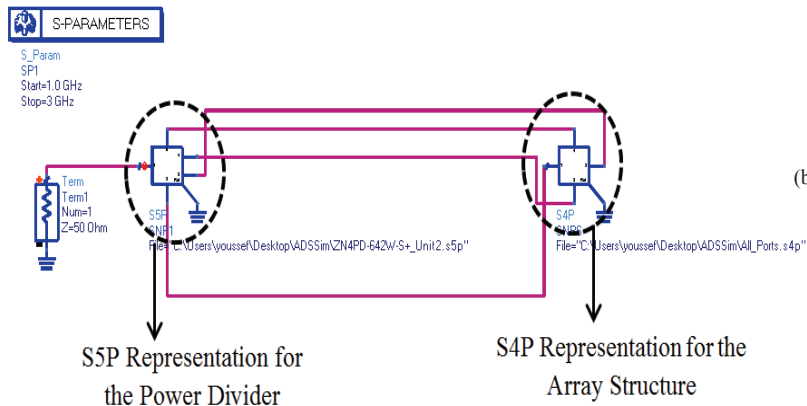 S-PARAMETERS
S_Param
SP1
Start=1.0 GHz
Stop=3 GHz
Term
Term1
Num=1
Z=50 Ohm
S5P
File="C:\Users\youssef\Desktop\ADSSim\ZN4PD-642W-S+_Unit2.s5p"
S4P
File="C:\Users\youssef\Desktop\ADSSim\All_Ports.s4p"
(b
S5P Representation for
the Power Divider
S4P Representation for the
Array Structure